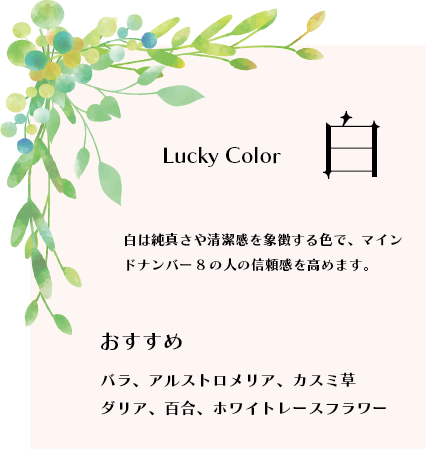 Lucky Color 白
白は純真さや清潔感を象徴する色で、マイン
ドナンバー８の人の信頼感を高めます。
おすすめ
バラ、アルストロメリア、カスミ草
ダリア、百合、ホワイトレースフラワー